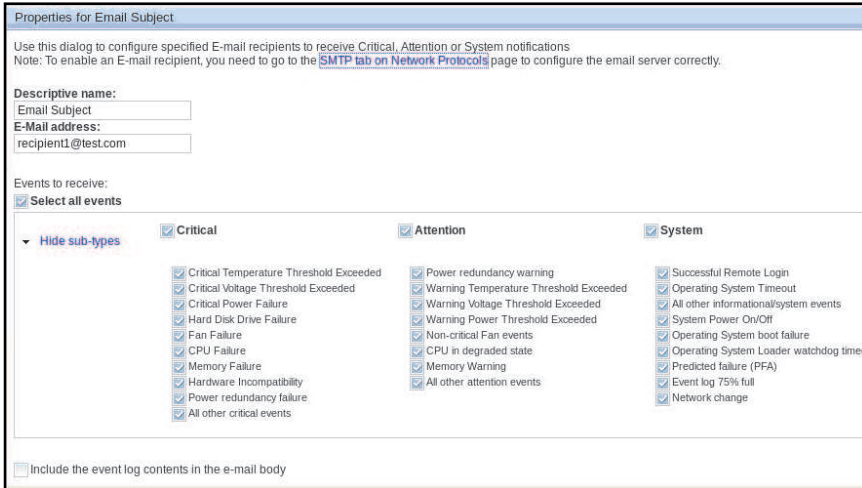 Properties for Email Subject
Use this dialog to configure specified E-mail recipients to receive Critical, Attention or System notifications
Note: To enable an E-mail recipient, you need to go to the SMTP tab on Network Protocols page to configure the email server correctly.
Descriptive name:
Email Subject
E-Mail address:
recipient1@test.com
Events to receive:
Select all events
Hide sub-types
Critical
Critical Temperature Threshold Exceeded
Critical Voltage Threshold Exceeded
Critical Power Failure
Hard Disk Drive Failure
Fan Failure
CPU Failure
Memory Failure
Hardware Incompatibility
Power redundancy failure
All other critical events
Attention
Power redundancy warning
Warning Temperature Threshold Exceeded
Warning Voltage Threshold Exceeded
Warning Power Threshold Exceeded
Non-critical Fan events
CPU in degraded state
Memory Warning
All other attention events
System
Successful Remote Login
Operating System Timeout
All other informational/system events
System Power On/Off
Operating System boot failure
Operating System Loader watchdog time
Predicted failure (PFA)
Event log 75% full
Network change
Include the event log contents in the e-mail body